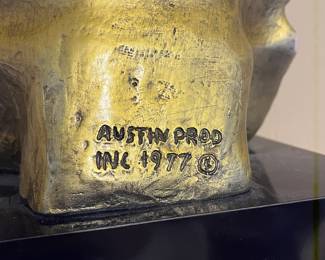 AUSTIN PROD
INC 1977 ©